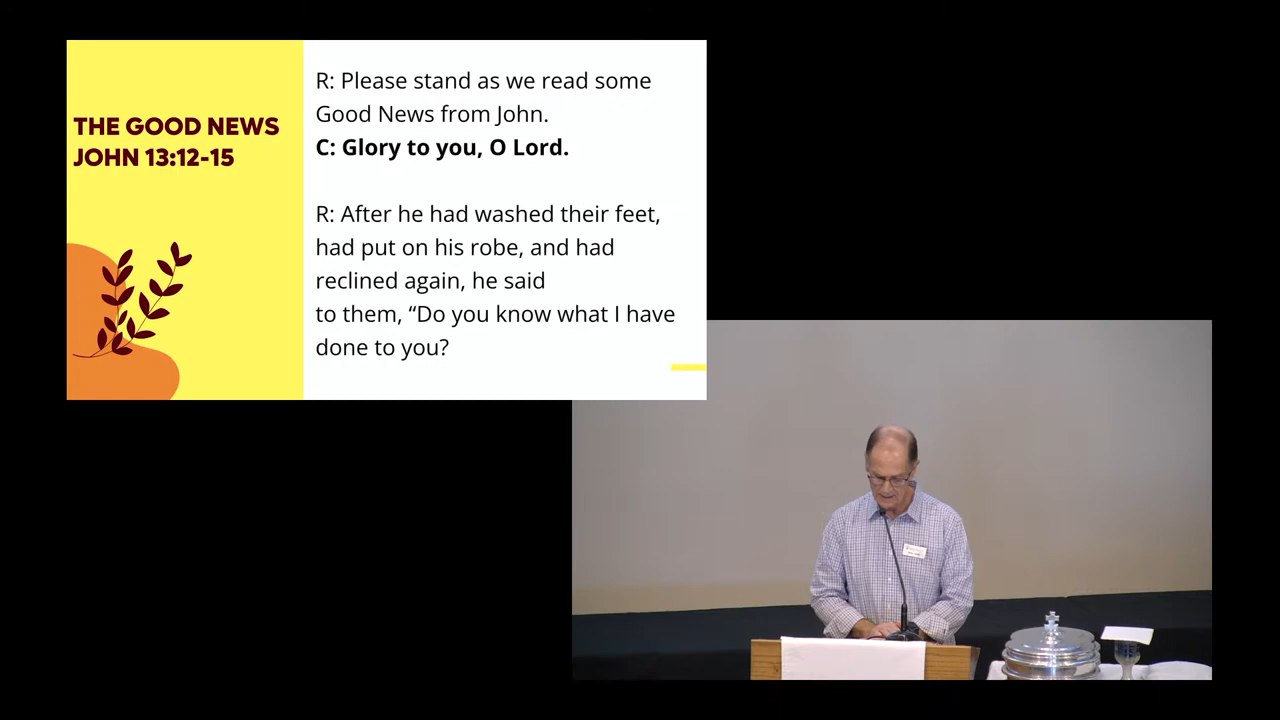 THE GOOD NEWS
JOHN 13:12-15
R: Please stand as we read some
Good News from John.
C: Glory to you, O Lord.
R: After he had washed their feet,
had put on his robe, and had
reclined again, he said
to them, “Do you know what I have
done to you?